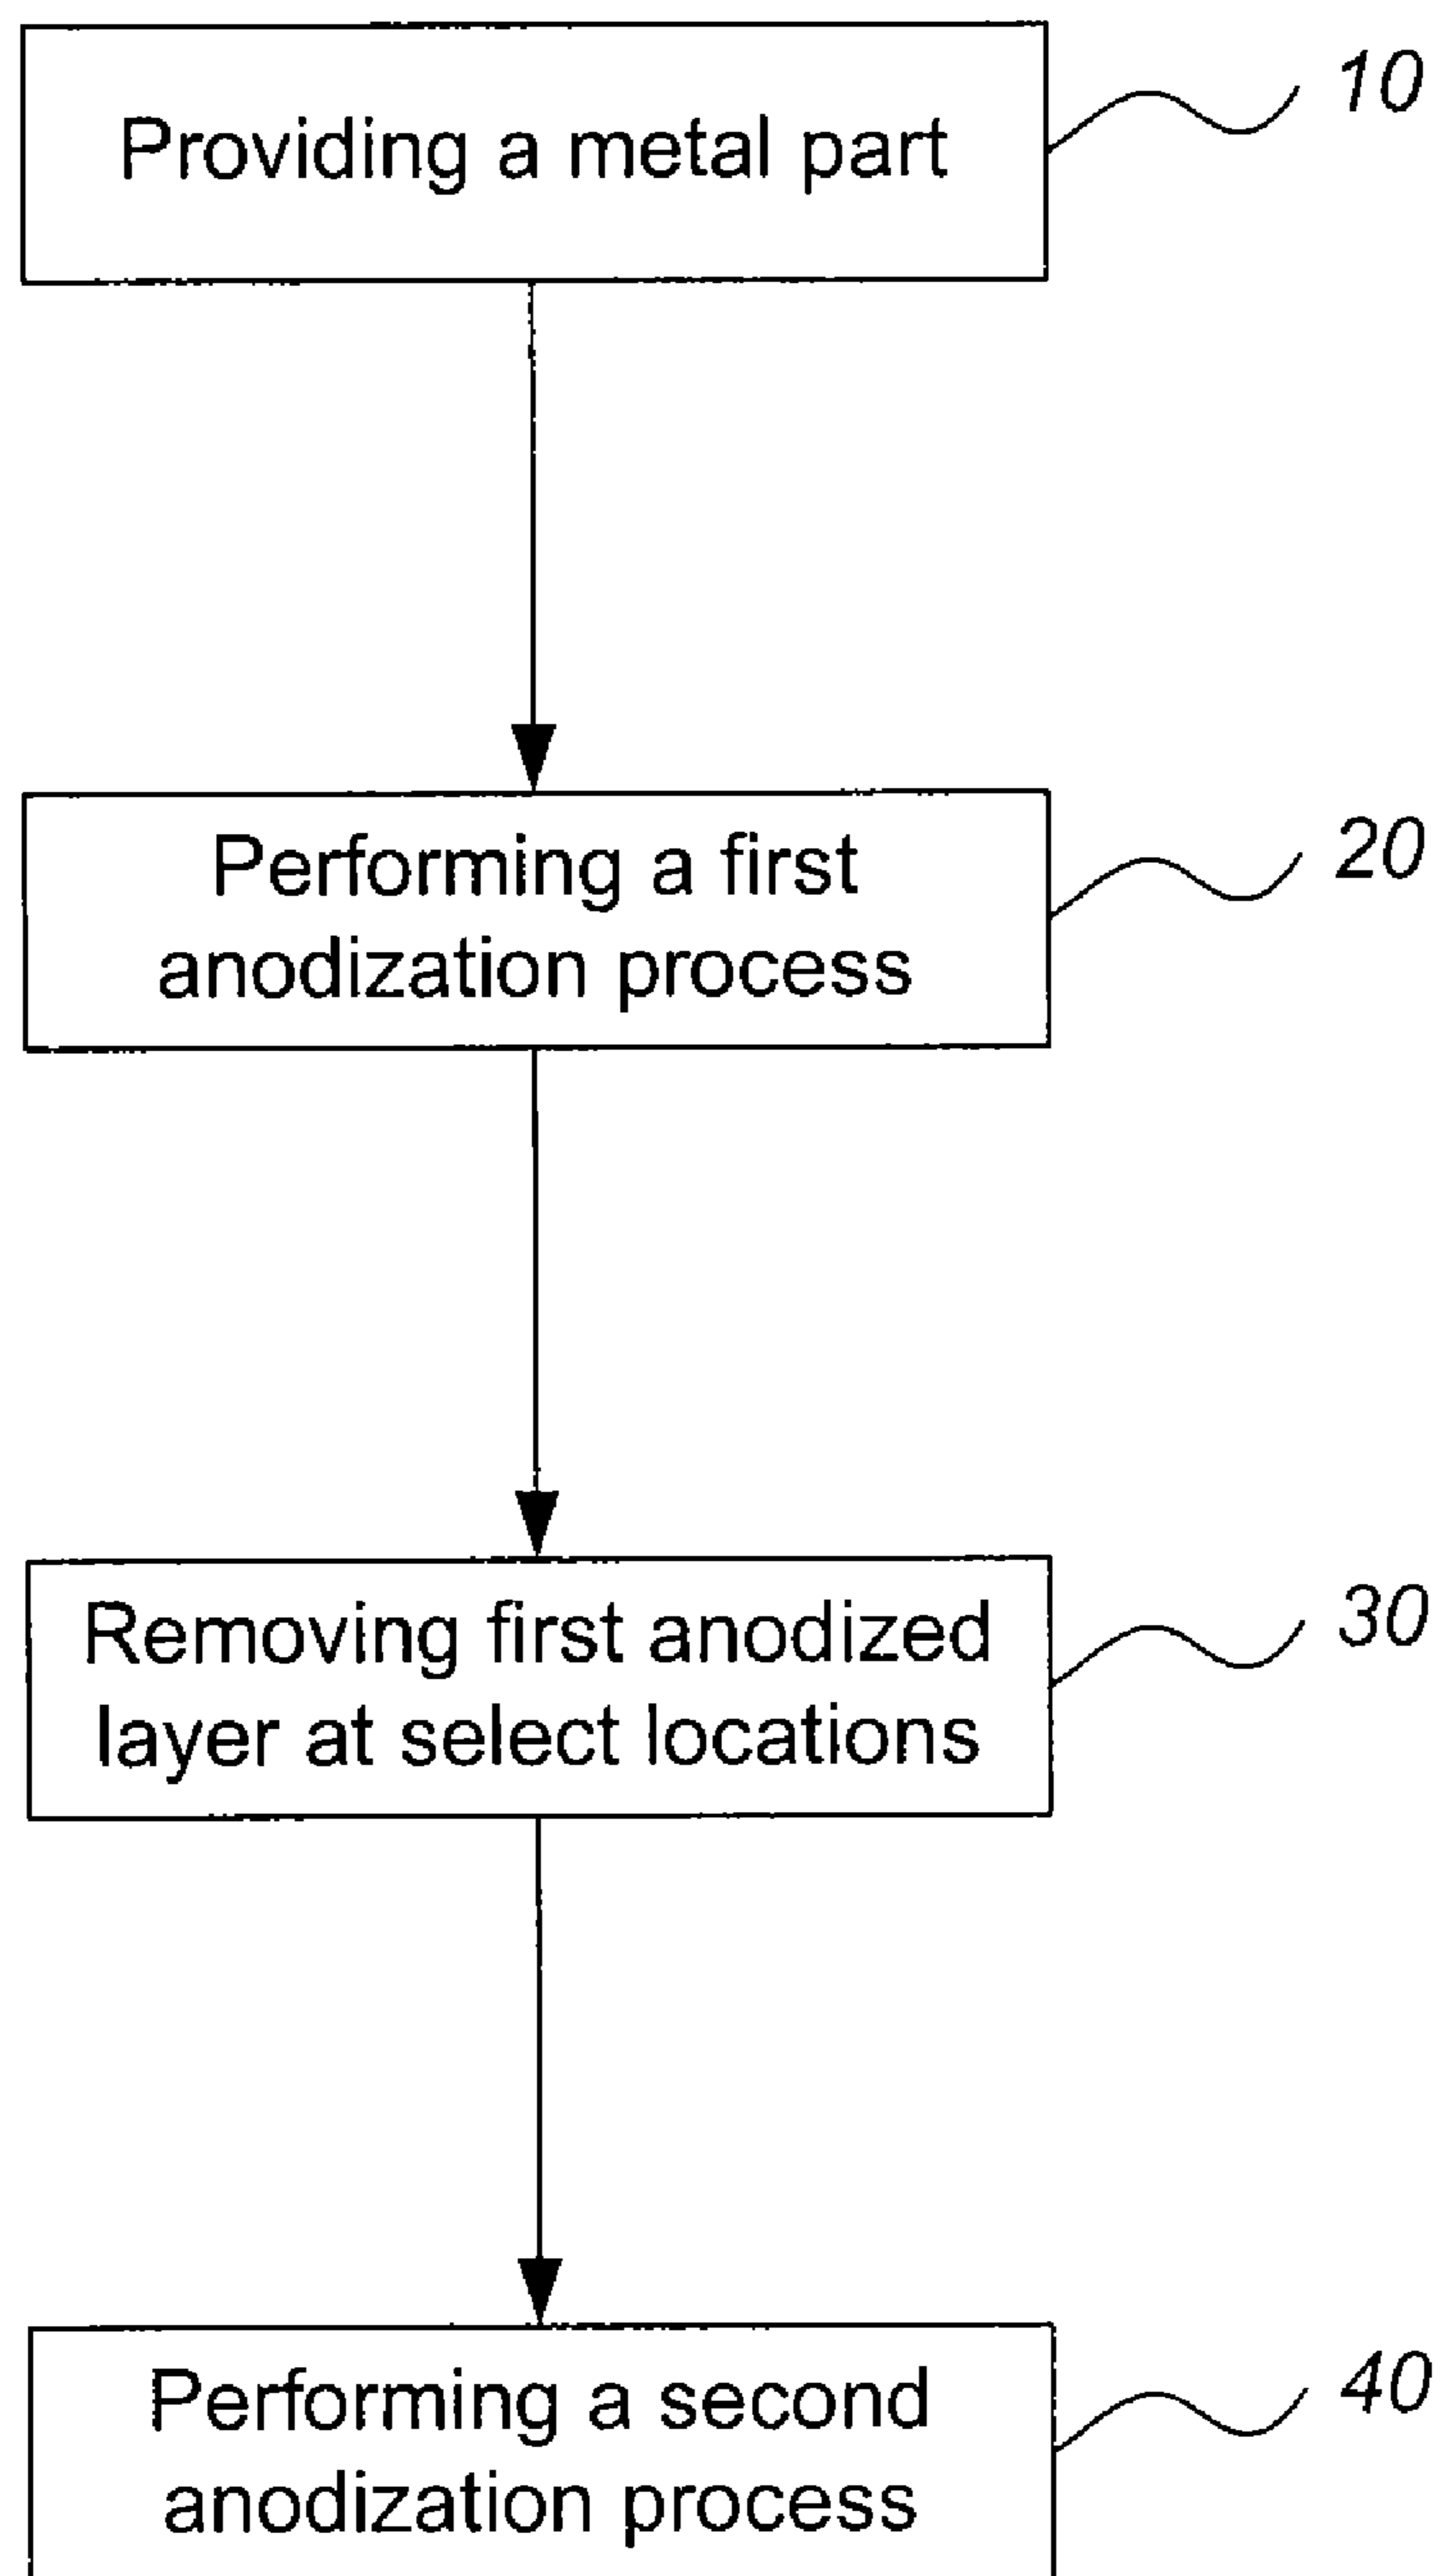 Providing a metal part
10
Performing a first
anodization process
20
Removing first anodized
layer at select locations
30
Performing a second
anodization process
40